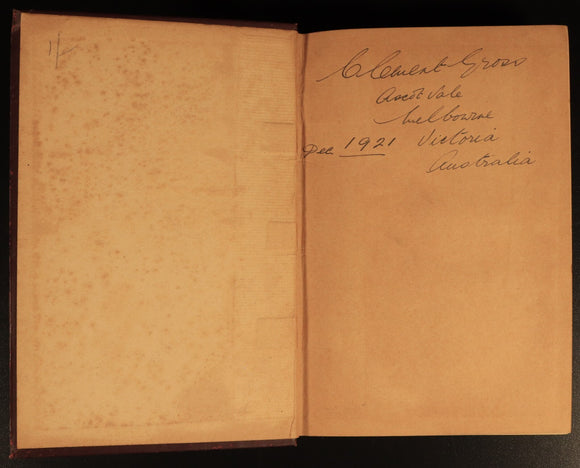 1/-
Clement Gross
Ascot Vale
Melbourne
Dec 1921 Victoria
Australia